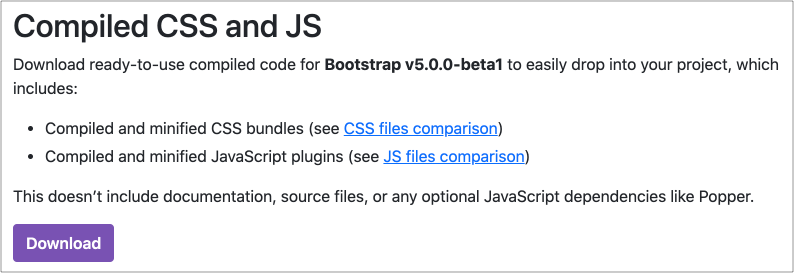 Compiled CSS and JS
Download ready-to-use compiled code for Bootstrap v5.0.0-beta1 to easily drop into your project, which
includes:
• Compiled and minified CSS bundles (see CSS files comparison)
• Compiled and minified JavaScript plugins (see JS files comparison)
This doesn’t include documentation, source files, or any optional JavaScript dependencies like Popper.
Download